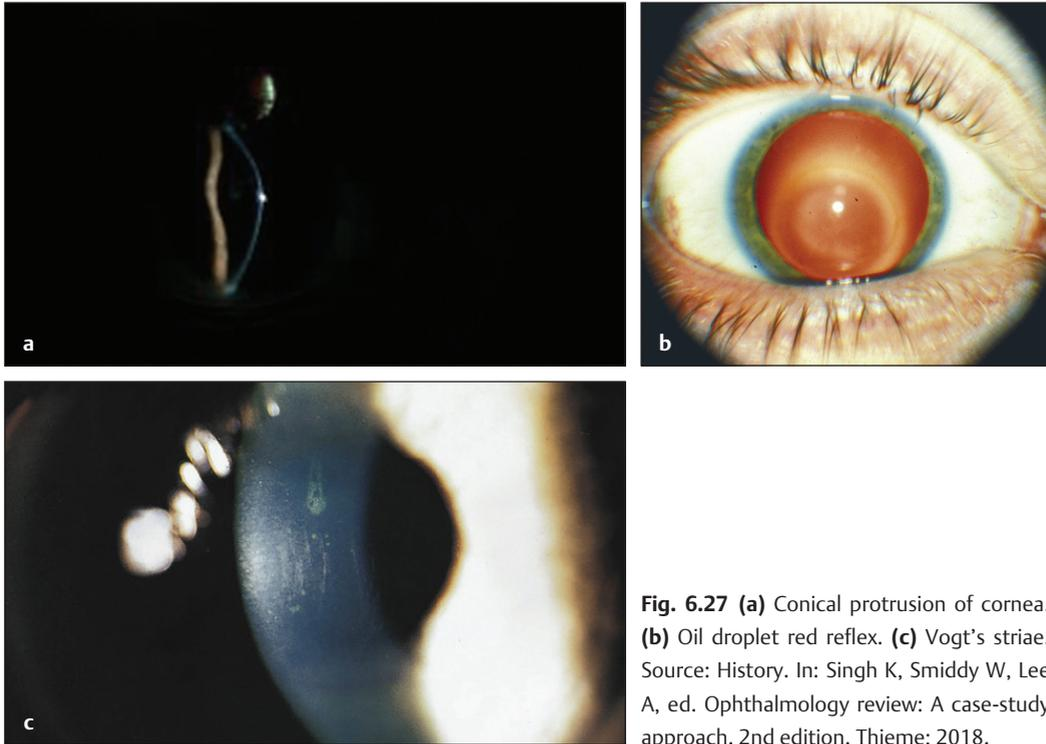 a
b
c
Fig. 6.27 (a) Conical protrusion of cornea.
(b) Oil droplet red reflex. (c) Vogt's striae.
Source: History. In: Singh K, Smiddy W, Lee
A, ed. Ophthalmology review: A case-study
approach. 2nd edition. Thieme; 2018.